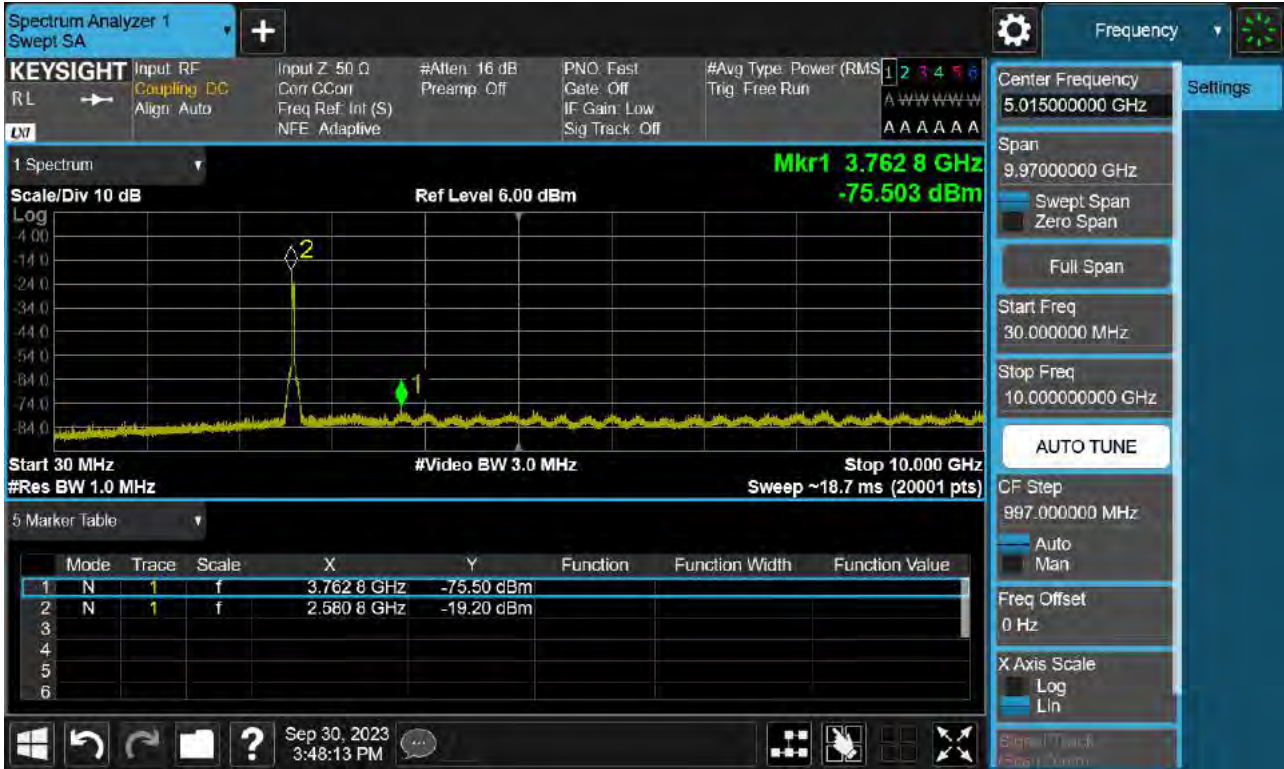 Spectrum Analyzer 1
Swept SA
Frequency
KEYSIGHT
RL
LXI
Input: RF
Coupling: DC
Align: Auto
Input Z: 50 Ω
Corr CCorr
Freq Ref: Int (S)
NFE: Adaptive
#Atten: 16 dB
Preamp: Off
PNO: Fast
Gate: Off
IF Gain: Low
Sig Track: Off
#Avg Type: Power (RMS
Trig: Free Run
1 2 3 4 5 6
A W W W W W
A A A A A A
1 Spectrum
Mkr1 3.762 8 GHz
Scale/Div 10 dB
Ref Level 6.00 dBm
-75.503 dBm
Log
-4.00
-14.0
-24.0
-34.0
-44.0
-54.0
-64.0
-74.0
-84.0
2
1
Start 30 MHz
#Video BW 3.0 MHz
Stop 10.000 GHz
#Res BW 1.0 MHz
Sweep ~18.7 ms (20001 pts)
5 Marker Table
Mode Trace Scale X Y Function Function Width Function Value
1 N 1 f 3.762 8 GHz -75.50 dBm
2 N 1 f 2.580 8 GHz -19.20 dBm
3
4
5
6
Sep 30, 2023
3:48:13 PM
?
Center Frequency
5.015000000 GHz
Settings
Span
9.97000000 GHz
Swept Span
Zero Span
Full Span
Start Freq
30.000000 MHz
Stop Freq
10.000000000 GHz
AUTO TUNE
CF Step
997.000000 MHz
Auto
Man
Freq Offset
0 Hz
X Axis Scale
Log
Lin
Signal Track